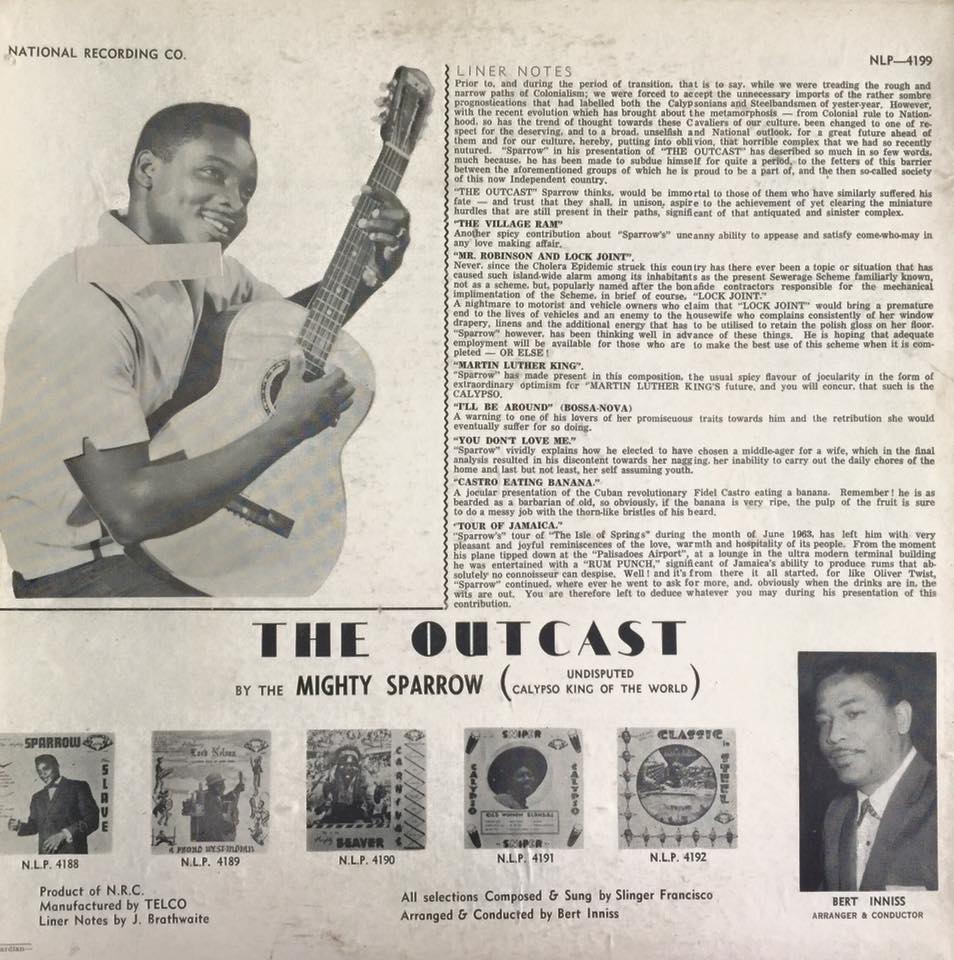 NATIONAL RECORDING CO.
NLP—4199
LINER NOTES
Prior to, and during the period of transition, that is to say, while we were treading the rough and
narrow paths of Colonialism; we were forced to accept the unnecessary imports of the rather sombre
prognostications that had labelled both the Calypsonians and Steelbandsmen of yester-year. However,
with the recent evolution which has brought about the metamorphosis — from Colonial rule to Nation-
hood, so has the trend of thought towards these Cavaliers of our culture, been changed to one of re-
spect for the deserving, and to a broad, unselfish and National outlook, for a great future ahead of
them and for our culture, hereby, putting into oblivion, that horrible complex that we had so recently
nutured. "Sparrow" in his presentation of "THE OUTCAST" has described so much in so few words,
much because, he has been made to subdue himself for quite a period, to the fetters of this barrier
between the aforementioned groups of which he is proud to be a part of, and the then so-called society
of this now Independent country.
"THE OUTCAST" Sparrow thinks, would be immortal to those of them who have similarly suffered his
fate — and trust that they shall, in unison, aspire to the achievement of yet clearing the miniature
hurdles that are still present in their paths, significant of that antiquated and sinister complex.
"THE VILLAGE RAM"
Another spicy contribution about "Sparrow's" uncanny ability to appease and satisfy come-who-may in
any love making affair.
"MR. ROBINSON AND LOCK JOINT".
Never, since the Cholera Epidemic struck this country has there ever been a topic or situation that has
caused such island-wide alarm among its inhabitants as the present Sewerage Scheme familiarly known,
not as a scheme, but, popularly named after the bonafide contractors responsible for the mechanical
implimentation of the Scheme, in brief of course, "LOCK JOINT."
A nightmare to motorist and vehicle owners who claim that "LOCK JOINT" would bring a premature
end to the lives of vehicles and an enemy to the housewife who complains consistently of her window
drapery, linens and the additional energy that has to be utilised to retain the polish gloss on her floor.
"Sparrow" however, has been thinking well in advance of these things. He is hoping that adequate
employment will be available for those who are to make the best use of this scheme when it is com-
pleted — OR ELSE!
"MARTIN LUTHER KING".
"Sparrow" has made present in this composition, the usual spicy flavour of jocularity in the form of
extraordinary optimism for "MARTIN LUTHER KING'S future, and you will concur, that such is the
CALYPSO.
"I'LL BE AROUND" (BOSSA-NOVA)
A warning to one of his lovers of her promiscuous traits towards him and the retribution she would
eventually suffer for so doing.
"YOU DON'T LOVE ME."
"Sparrow" vividly explains how he elected to have chosen a middle-ager for a wife, which in the final
analysis resulted in his discontent towards her nagging, her inability to carry out the daily chores of the
home and last but not least, her self assuming youth.
"CASTRO EATING BANANA."
A jocular presentation of the Cuban revolutionary Fidel Castro eating a banana. Remember! he is as
bearded as a barbarian of old, so obviously, if the banana is very ripe, the pulp of the fruit is sure
to do a messy job with the thorn-like bristles of his beard.
"TOUR OF JAMAICA."
"Sparrow's" tour of "The Isle of Springs" during the month of June 1963, has left him with very
pleasant and joyful reminiscences of the love, warmth and hospitality of its people. From the moment
his plane tipped down at the "Palisadoes Airport", at a lounge in the ultra modern terminal building
he was entertained with a "RUM PUNCH," significant of Jamaica's ability to produce rums that ab-
solutely no connoisseur can despise. Well! and it's from there it all started, for like Oliver Twist,
"Sparrow" continued, where ever he went to ask for more, and, obviously when the drinks are in, the
wits are out. You are therefore left to deduce whatever you may during his presentation of this
contribution.
THE OUTCAST
BY THE MIGHTY SPARROW (UNDISPUTED
CALYPSO KING OF THE WORLD)
SPARROW
SLAVE
N.L.P. 4188
Lord Nelson
A PROUD WEST-INDIAN
N.L.P. 4189
CARNIVAL
BEAVER
N.L.P. 4190
SNIPER
CALYPSO
CALYPSO
OLD WOMEN SCANDAL
SNIPER
N.L.P. 4191
CLASSIC
in
STEEL
N.L.P. 4192
BERT INNISS
ARRANGER & CONDUCTOR
Product of N.R.C.
Manufactured by TELCO
Liner Notes by J. Brathwaite
All selections Composed & Sung by Slinger Francisco
Arranged & Conducted by Bert Inniss